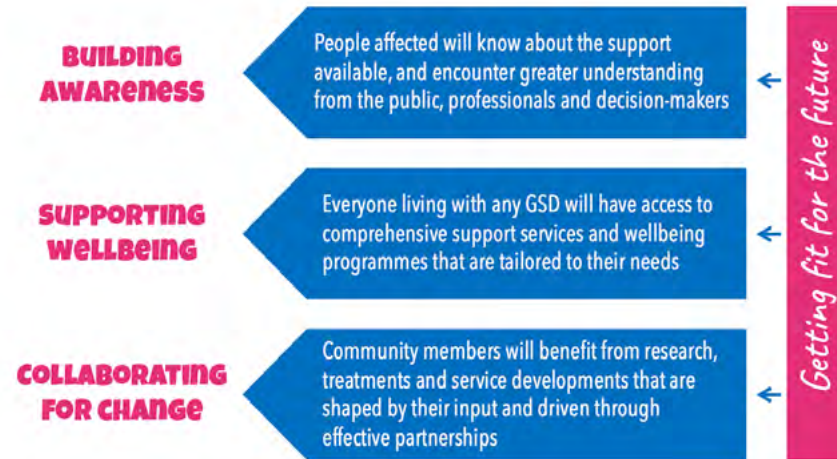 BUILDING
AWARENESS
People affected will know about the support
available, and encounter greater understanding
from the public, professionals and decision-makers
SUPPORTING
WELLBEING
Everyone living with any GSD will have access to
comprehensive support services and wellbeing
programmes that are tailored to their needs
COLLABORATING
FOR CHANGE
Community members will benefit from research,
treatments and service developments that are
shaped by their input and driven through
effective partnerships
Getting fit for the future